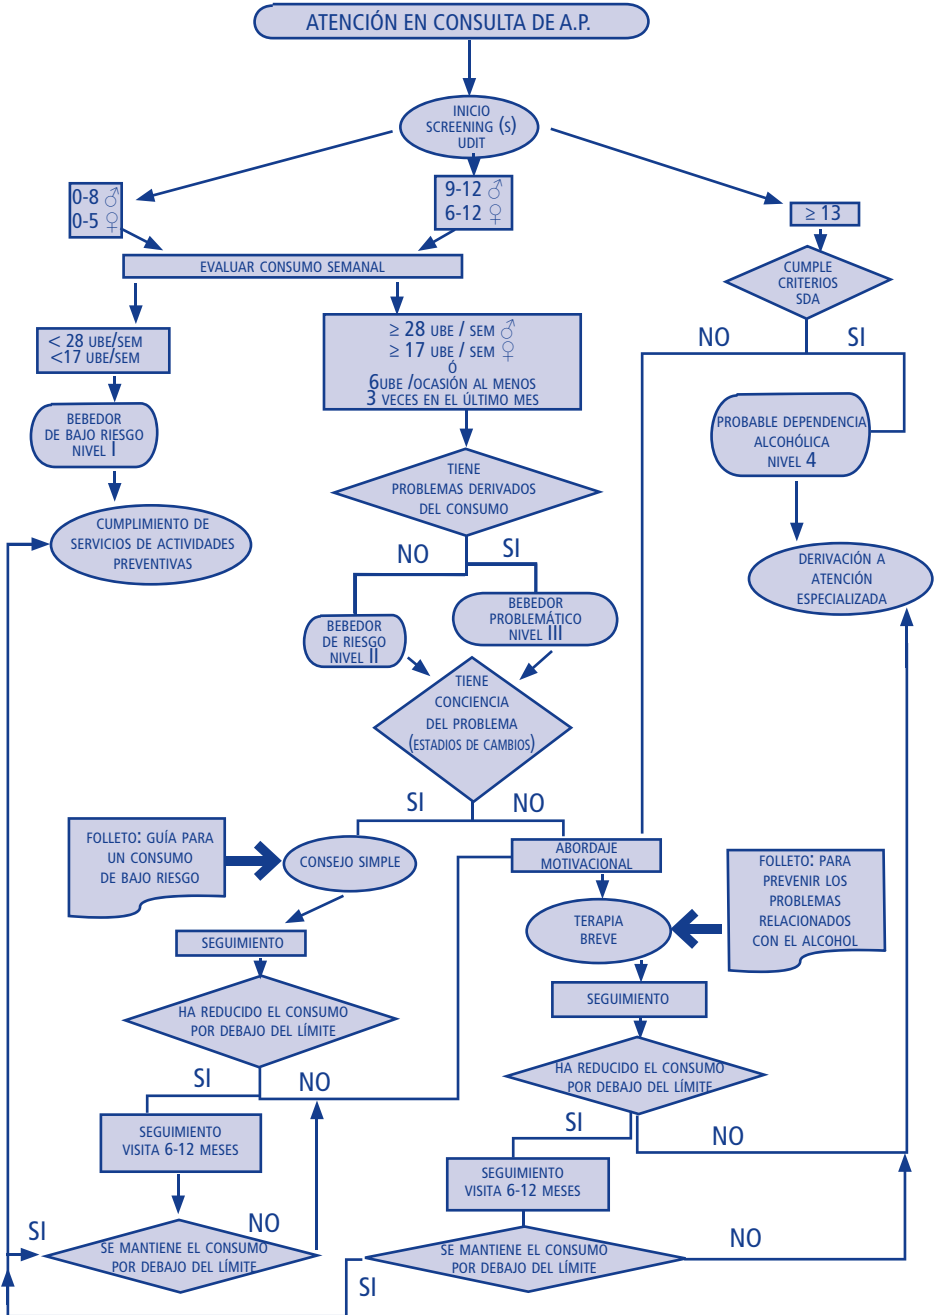 ATENCIÓN EN CONSULTA DE A.P.
INICIO
SCREENING (S)
UDIT
0-8 ♂
0-5 ♀
9-12 ♂
6-12 ♀
≥ 13
EVALUAR CONSUMO SEMANAL
CUMPLE
CRITERIOS
SDA
NO
SI
< 28 UBE/SEM
<17 UBE/SEM
≥ 28 UBE / SEM ♂
≥ 17 UBE / SEM ♀
Ó
6UBE /OCASIÓN AL MENOS
3 VECES EN EL ÚLTIMO MES
BEBEDOR
DE BAJO RIESGO
NIVEL I
PROBABLE DEPENDENCIA
ALCOHÓLICA
NIVEL 4
TIENE
PROBLEMAS DERIVADOS
DEL CONSUMO
CUMPLIMIENTO DE
SERVICIOS DE ACTIVIDADES
PREVENTIVAS
NO
SI
DERIVACIÓN A
ATENCIÓN
ESPECIALIZADA
BEBEDOR
DE RIESGO
NIVEL II
BEBEDOR
PROBLEMÁTICO
NIVEL III
TIENE
CONCIENCIA
DEL PROBLEMA
(ESTADIOS DE CAMBIOS)
SI
NO
FOLLETO: GUÍA PARA
UN CONSUMO
DE BAJO RIESGO
CONSEJO SIMPLE
ABORDAJE
MOTIVACIONAL
FOLLETO: PARA
PREVENIR LOS
PROBLEMAS
RELACIONADOS
CON EL ALCOHOL
TERAPIA
BREVE
SEGUIMIENTO
SEGUIMIENTO
HA REDUCIDO EL CONSUMO
POR DEBAJO DEL LÍMITE
HA REDUCIDO EL CONSUMO
POR DEBAJO DEL LÍMITE
SI
NO
SI
NO
SEGUIMIENTO
VISITA 6-12 MESES
SEGUIMIENTO
VISITA 6-12 MESES
SI
NO
SE MANTIENE EL CONSUMO
POR DEBAJO DEL LÍMITE
SE MANTIENE EL CONSUMO
POR DEBAJO DEL LÍMITE
NO
SI